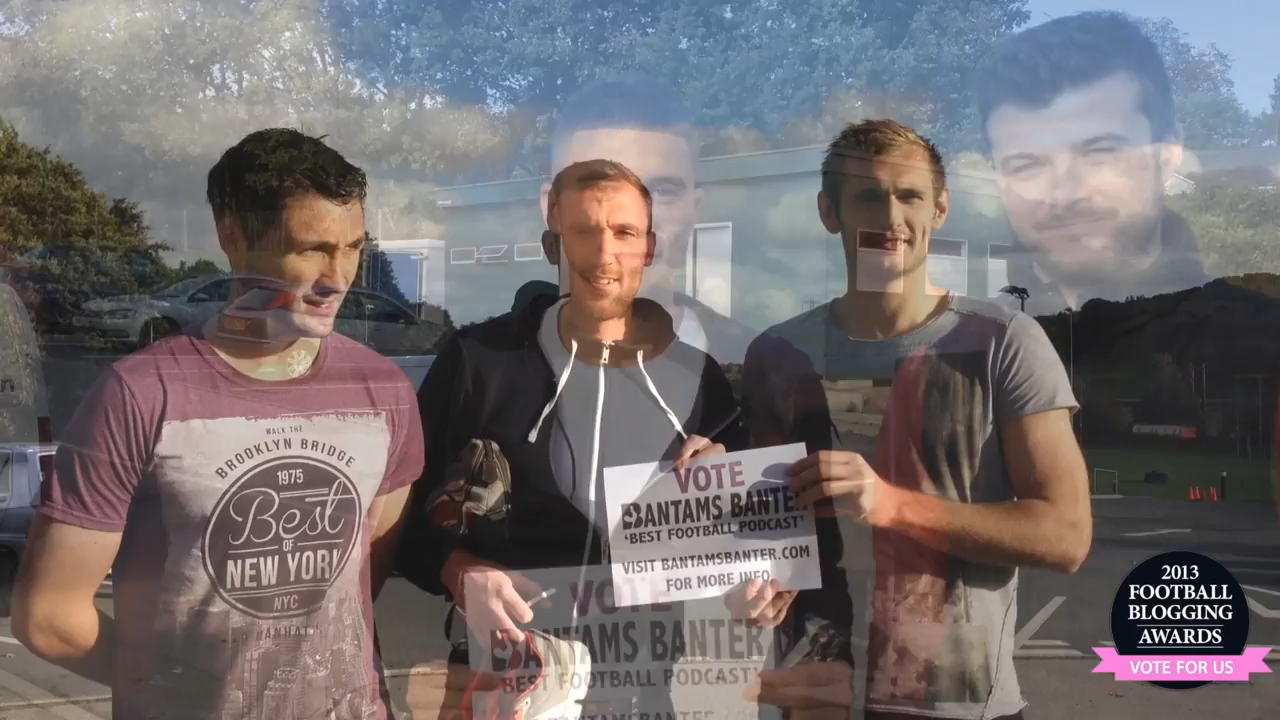 WALK THE
BROOKLYN BRIDGE
1975
Best
OF
NEW YORK
NYC
VOTE
BANTAMS BANTER
'BEST FOOTBALL PODCAST'
VISIT BANTAMSBANTER.COM
FOR MORE INFO
VOTE
BANTAMS BANTER
'BEST FOOTBALL PODCAST'
2013
FOOTBALL
BLOGGING
AWARDS
VOTE FOR US